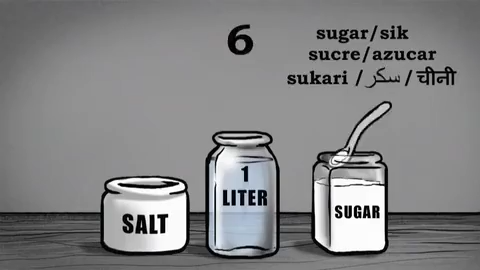 6
sugar/sik
sucre/azucar
sukari /سكر/ चीनी
SALT
1
LITER
SUGAR